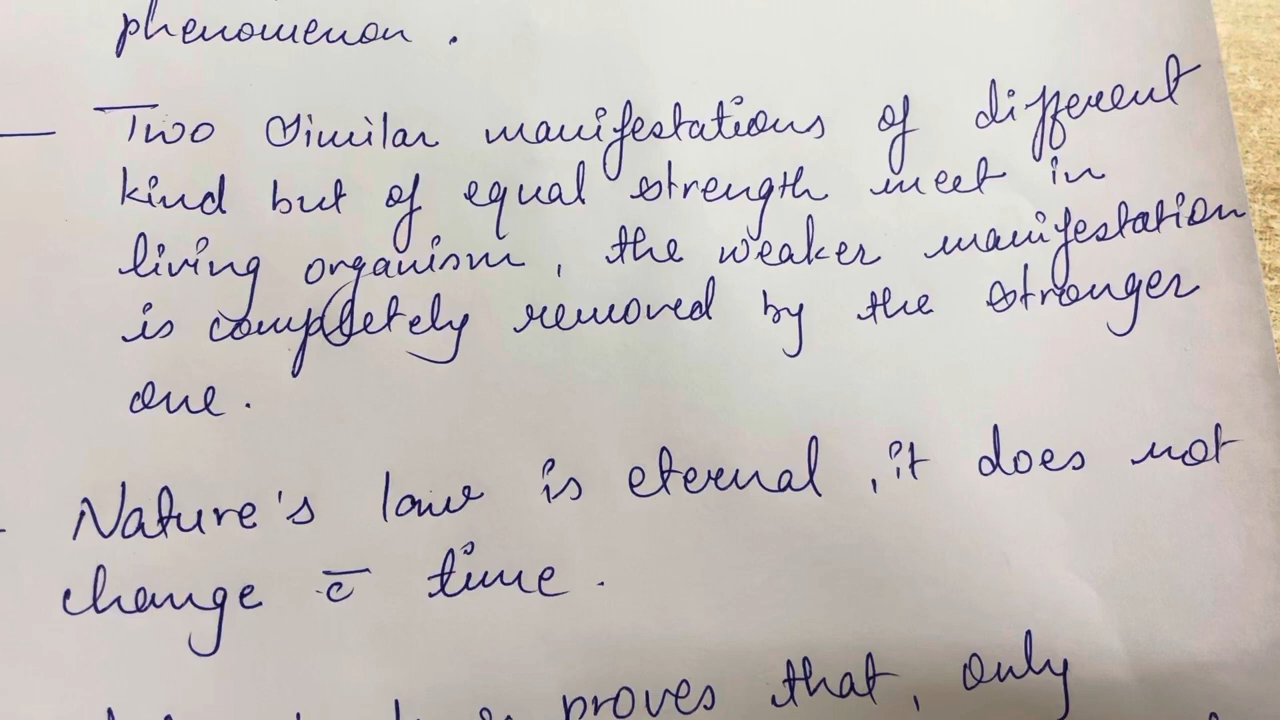 phenomenon.
— Two similar manifestations of different
kind but of equal strength meet in
living organism, the weaker manifestation
is completely removed by the stronger
one.
- Nature's law is eternal, it does not
change c̄ time.
proves that, only